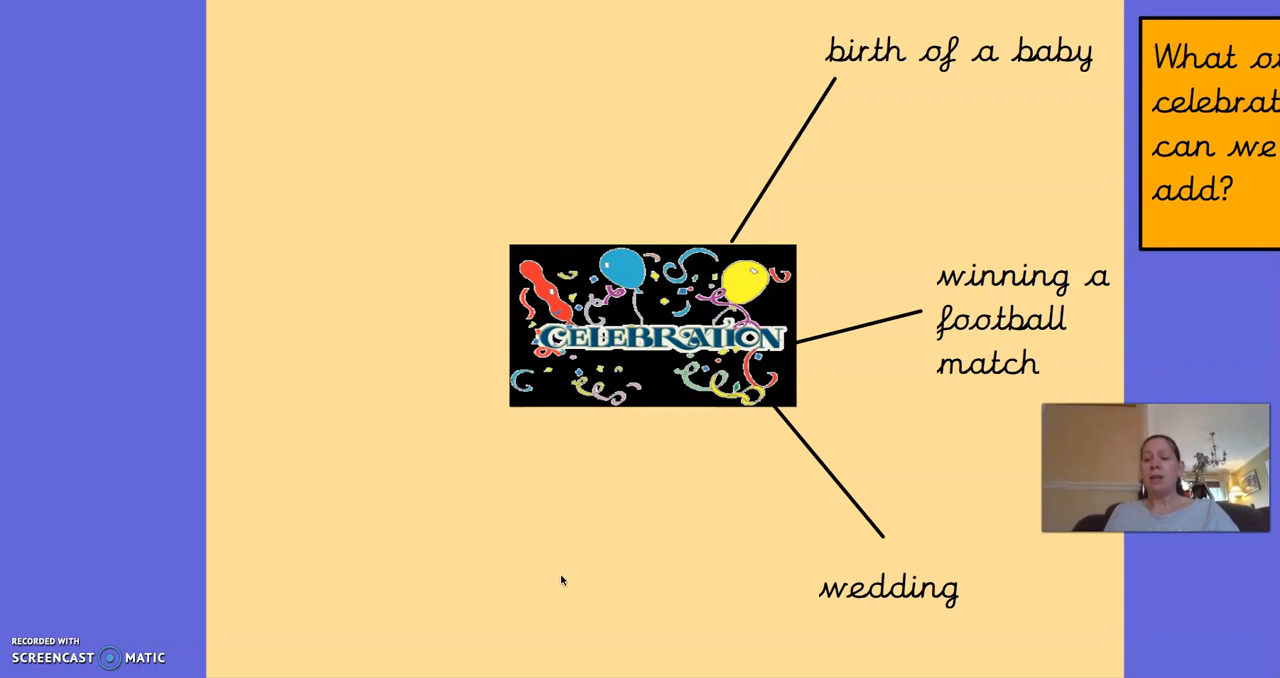 birth of a baby
What
celebrat
can we
add?
CELEBRATION
winning a
football
match
wedding
RECORDED WITH
SCREENCAST MATIC